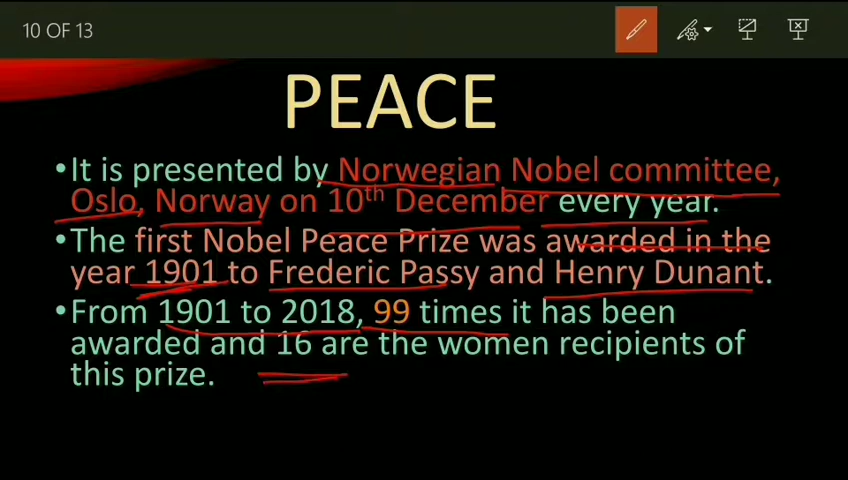 10 OF 13
PEACE
•It is presented by Norwegian Nobel committee,
Oslo, Norway on 10th December every year.
•The first Nobel Peace Prize was awarded in the
year 1901 to Frederic Passy and Henry Dunant.
•From 1901 to 2018, 99 times it has been
awarded and 16 are the women recipients of
this prize.